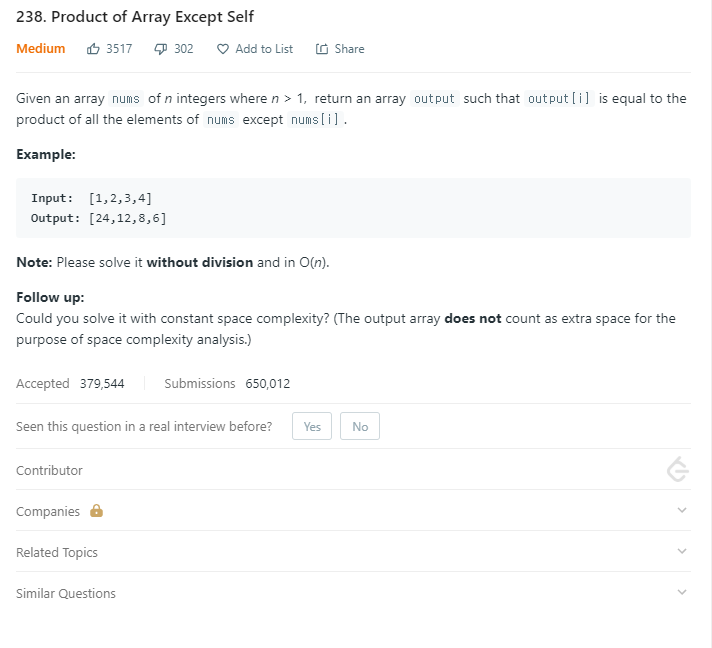 238. Product of Array Except Self
Medium 3517 302 Add to List Share
Given an array nums of n integers where n > 1, return an array output such that output[i] is equal to the
product of all the elements of nums except nums[i].
Example:
Input: [1,2,3,4]
Output: [24,12,8,6]
Note: Please solve it without division and in O(n).
Follow up:
Could you solve it with constant space complexity? (The output array does not count as extra space for the
purpose of space complexity analysis.)
Accepted 379,544 Submissions 650,012
Seen this question in a real interview before? Yes No
Contributor
Companies
Related Topics
Similar Questions